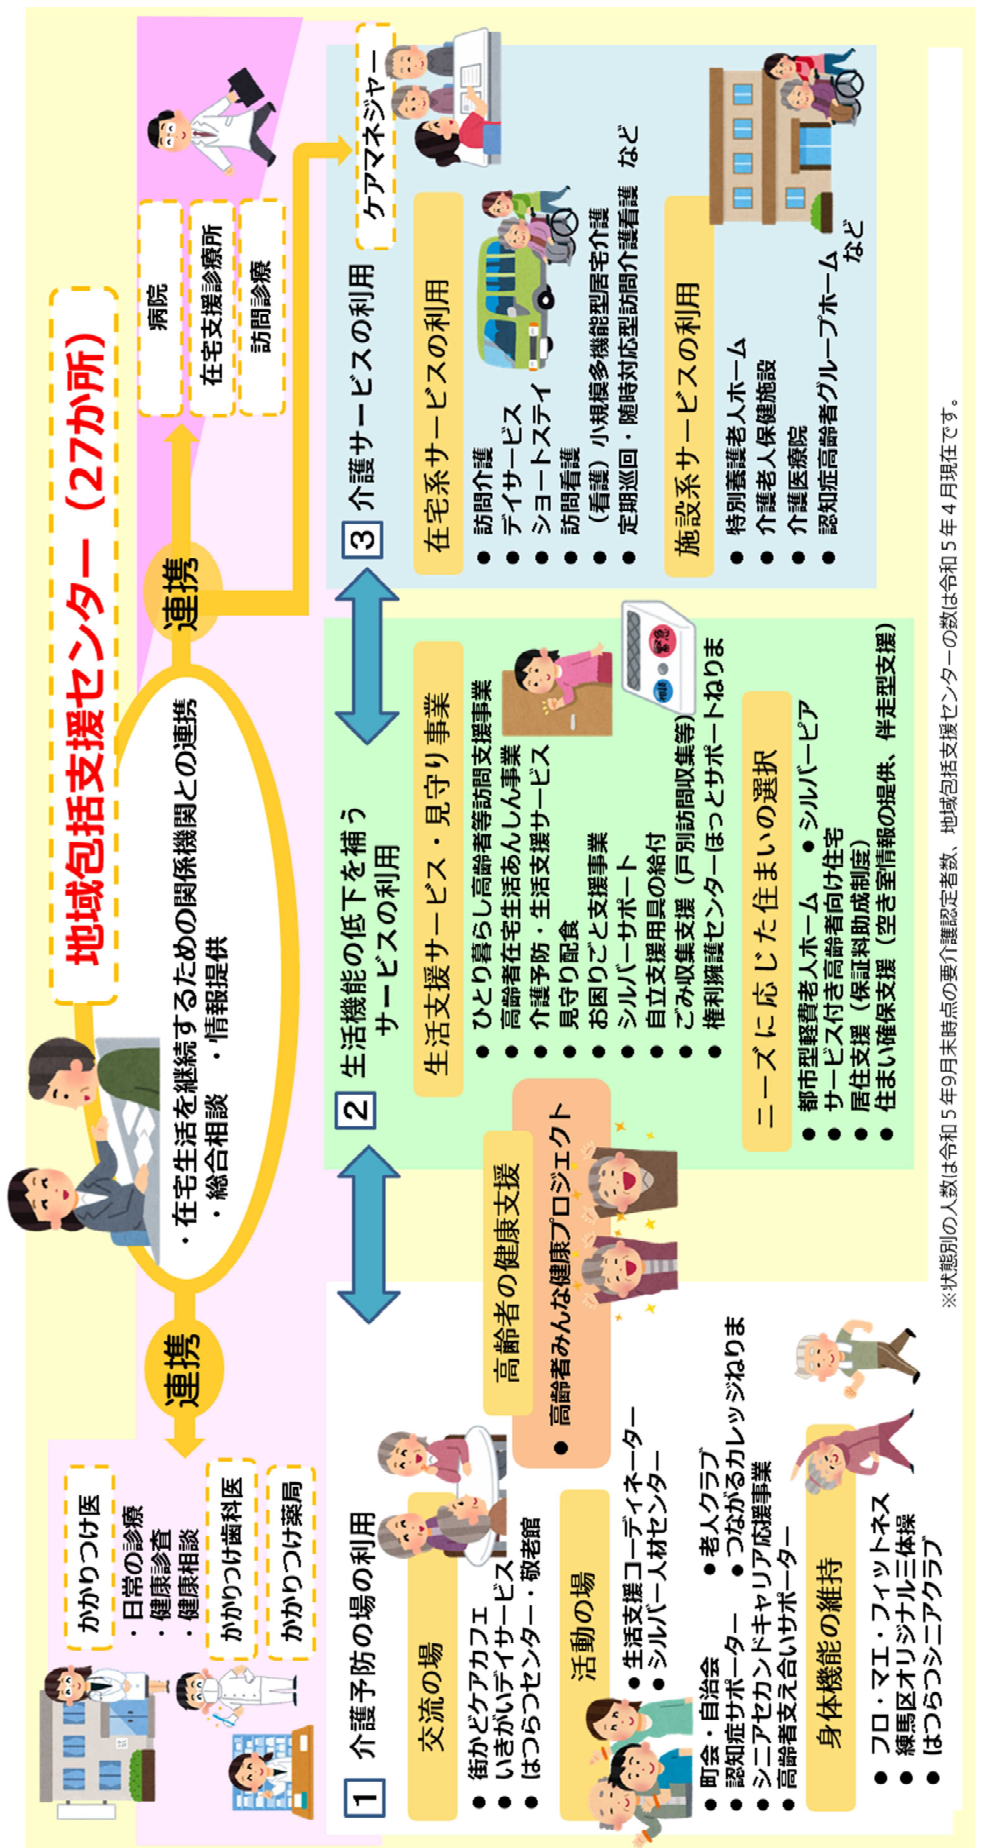 地域包括支援センター（27か所）
・在宅生活を継続するための関係機関との連携
・総合相談　・情報提供
連携
連携
かかりつけ医
・日常の診療
・健康診査
・健康相談
かかりつけ歯科医
かかりつけ薬局
病院
在宅支援診療所
訪問診療
ケアマネジャー
1 介護予防の場の利用
交流の場
● 街かどケアカフェ
● いきがいデイサービス
● はつらつセンター・敬老館
活動の場
● 生活支援コーディネーター
● シルバー人材センター
● 町会・自治会　● 老人クラブ
● 認知症サポーター　● つながるカレッジねりま
● シニアセカンドキャリア応援事業
● 高齢者支え合いサポーター
身体機能の維持
● フロ・マエ・フィットネス
● 練馬区オリジナル三体操
● はつらつシニアクラブ
高齢者の健康支援
● 高齢者みんな健康プロジェクト
2 生活機能の低下を補う
サービスの利用
生活支援サービス・見守り事業
● ひとり暮らし高齢者等訪問支援事業
● 高齢者在宅生活あんしん事業
● 介護予防・生活支援サービス
● 見守り配食
● お困りごと支援事業
● シルバーサポート
● 自立支援用具の給付
● ごみ収集支援（戸別訪問収集等）
● 権利擁護センターほっとサポートねりま
緊急
相談
ニーズに応じた住まいの選択
● 都市型軽費老人ホーム　● シルバーピア
● サービス付き高齢者向け住宅
● 居住支援（保証料助成制度）
● 住まい確保支援（空き室情報の提供、伴走型支援）
3 介護サービスの利用
在宅系サービスの利用
● 訪問介護
● デイサービス
● ショートステイ
● 訪問看護
● （看護）小規模多機能型居宅介護
● 定期巡回・随時対応型訪問介護看護　など
施設系サービスの利用
● 特別養護老人ホーム
● 介護老人保健施設
● 介護医療院
● 認知症高齢者グループホーム
など
※状態別の人数は令和５年9月末時点の要介護認定者数、地域包括支援センターの数は令和５年４月現在です。